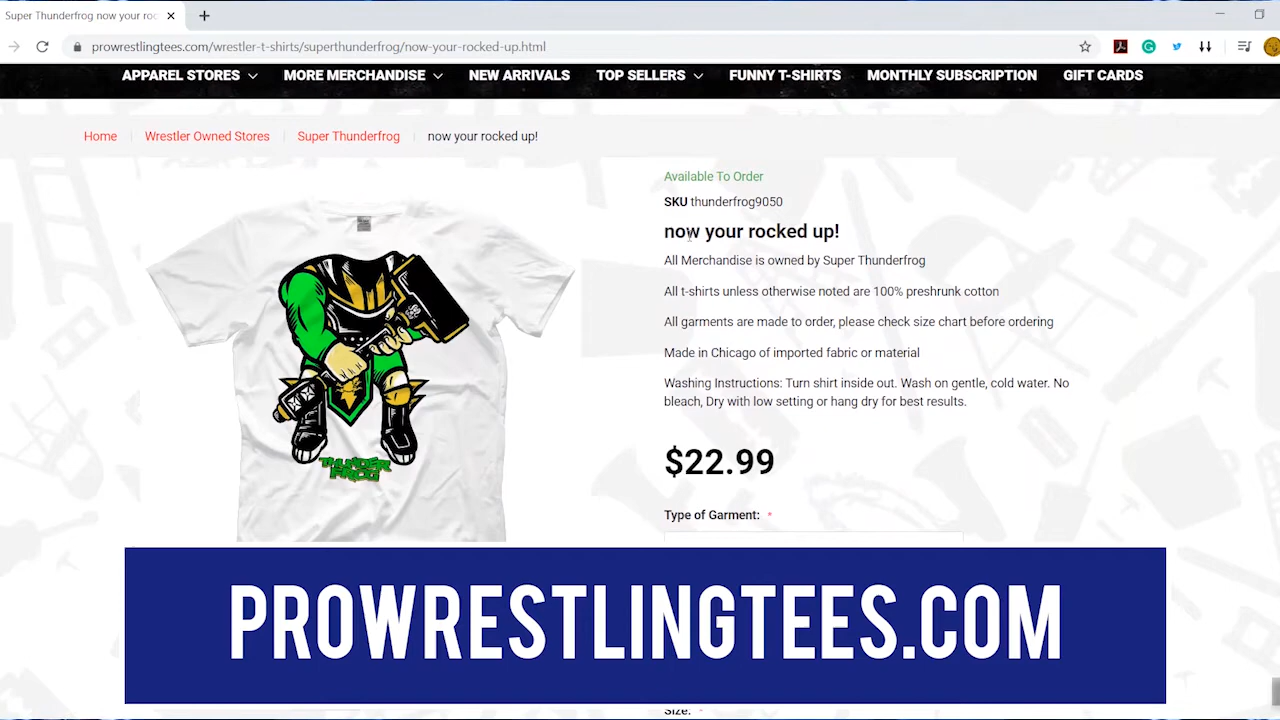 Super Thunderfrog now your roc
prowrestlingtees.com/wrestler-t-shirts/superthunderfrog/now-your-rocked-up.html
APPAREL STORES MORE MERCHANDISE NEW ARRIVALS TOP SELLERS FUNNY T-SHIRTS MONTHLY SUBSCRIPTION GIFT CARDS
Home Wrestler Owned Stores Super Thunderfrog now your rocked up!
Available To Order
SKU thunderfrog9050
now your rocked up!
All Merchandise is owned by Super Thunderfrog
All t-shirts unless otherwise noted are 100% preshrunk cotton
All garments are made to order, please check size chart before ordering
Made in Chicago of imported fabric or material
Washing Instructions: Turn shirt inside out. Wash on gentle, cold water. No
bleach, Dry with low setting or hang dry for best results.
$22.99
Type of Garment: *
THUNDER
FROG
PROWRESTLINGTEES.COM
Size: *